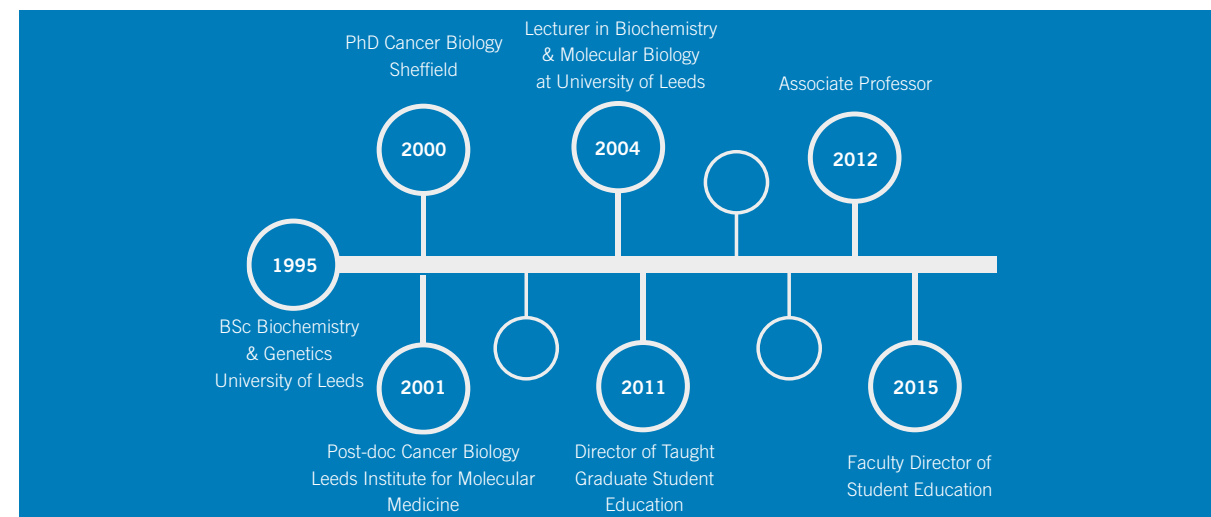 1995
BSc Biochemistry
& Genetics
University of Leeds
PhD Cancer Biology
Sheffield
2000
2001
Post-doc Cancer Biology
Leeds Institute for Molecular
Medicine
Lecturer in Biochemistry
& Molecular Biology
at University of Leeds
2004
2011
Director of Taught
Graduate Student
Education
Associate Professor
2012
2015
Faculty Director of
Student Education